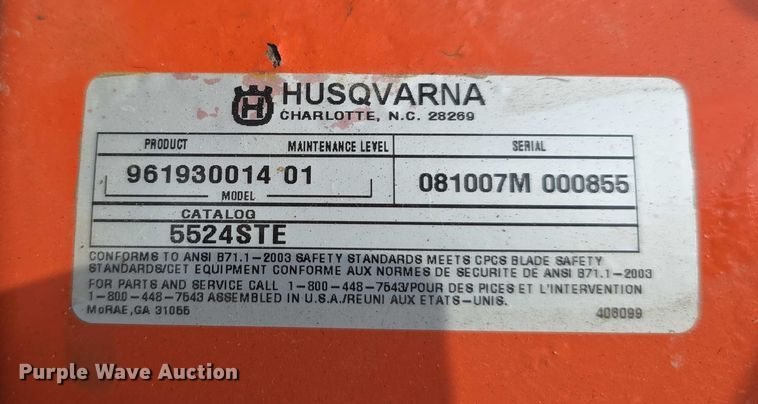 HUSQVARNA
CHARLOTTE, N.C. 28269
PRODUCT MAINTENANCE LEVEL SERIAL
961930014 01 081007M 000855
MODEL
CATALOG
5524STE
CONFORMS TO ANSI B71.1-2003 SAFETY STANDARDS MEETS CPCS BLADE SAFETY
STANDARDS/CET EQUIPMENT CONFORME AUX NORMES DE SECURITE DE ANSI B71.1-2003
FOR PARTS AND SERVICE CALL 1-800-448-7543/POUR DES PICES ET L'INTERVENTION
1-800-448-7543 ASSEMBLED IN U.S.A./REUNI AUX ETATS-UNIS.
McRAE,GA 31055 406099
Purple Wave Auction